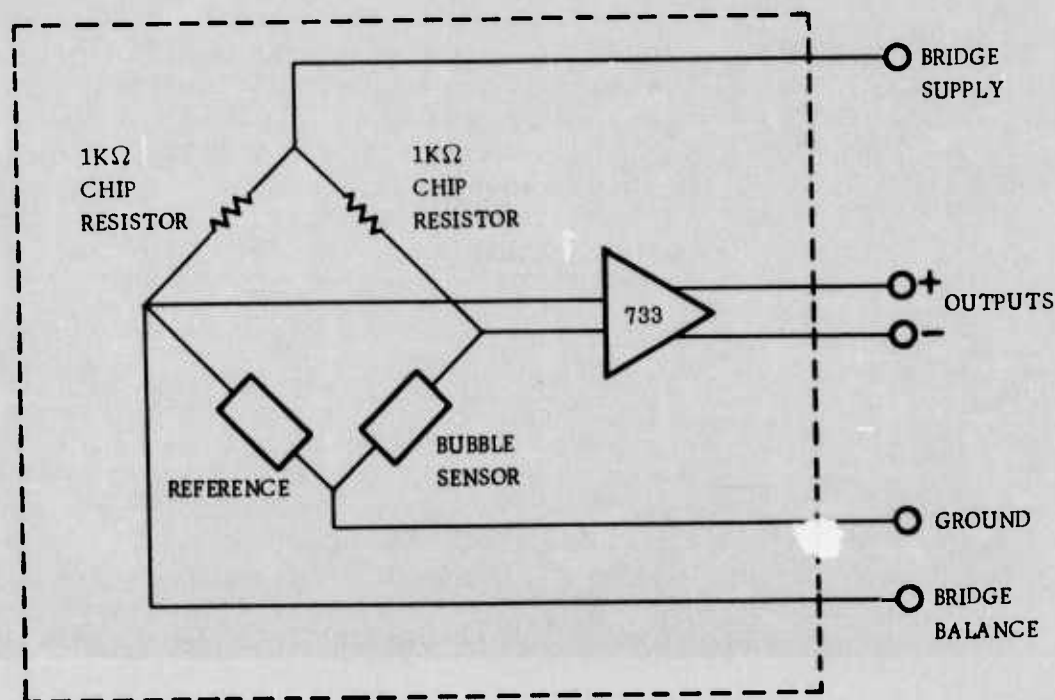 BRIDGE
SUPPLY
1KΩ
CHIP
RESISTOR
1KΩ
CHIP
RESISTOR
733
+
OUTPUTS
−
BUBBLE
SENSOR
REFERENCE
GROUND
BRIDGE
BALANCE